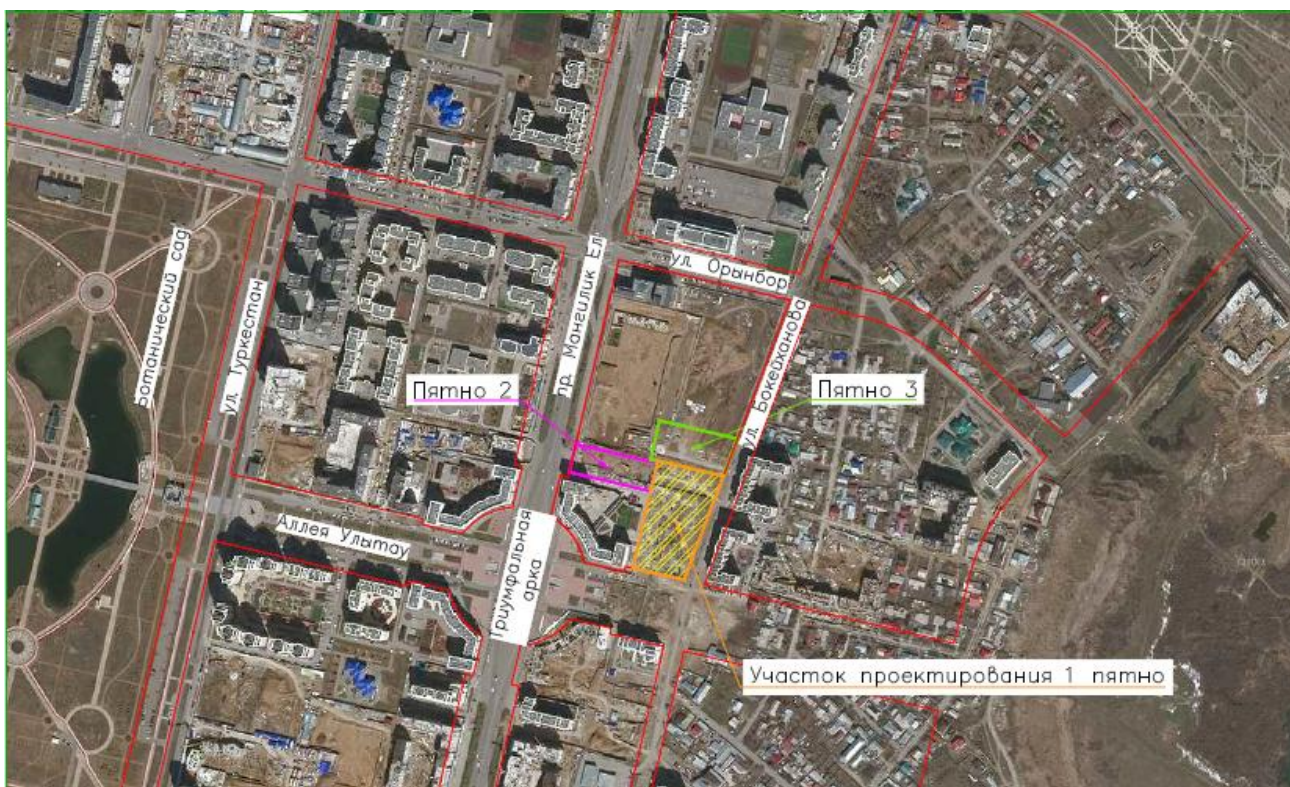 Ботанический сад
ул. Туркестан
пр. Мангилик Ел
ул. Орынбор
ул. Бокейханова
Пятно 2
Пятно 3
Аллея Улытау
Триумфальная
арка
Участок проектирования 1 пятно